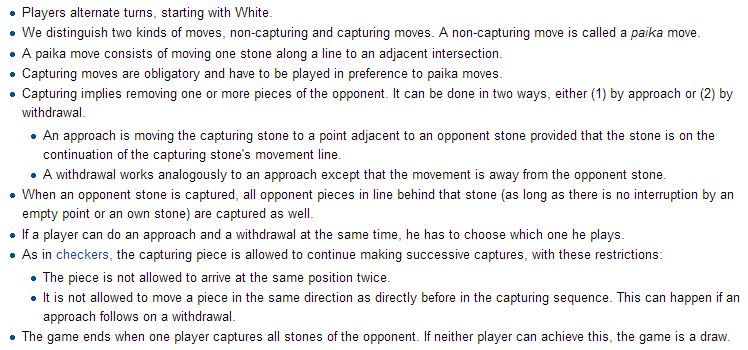 Players alternate turns, starting with White.
We distinguish two kinds of moves, non-capturing and capturing moves. A non-capturing move is called a paika move.
A paika move consists of moving one stone along a line to an adjacent intersection.
Capturing moves are obligatory and have to be played in preference to paika moves.
Capturing implies removing one or more pieces of the opponent. It can be done in two ways, either (1) by approach or (2) by
withdrawal.
An approach is moving the capturing stone to a point adjacent to an opponent stone provided that the stone is on the
continuation of the capturing stone's movement line.
A withdrawal works analogously to an approach except that the movement is away from the opponent stone.
When an opponent stone is captured, all opponent pieces in line behind that stone (as long as there is no interruption by an
empty point or an own stone) are captured as well.
If a player can do an approach and a withdrawal at the same time, he has to choose which one he plays.
As in checkers, the capturing piece is allowed to continue making successive captures, with these restrictions:
The piece is not allowed to arrive at the same position twice.
It is not allowed to move a piece in the same direction as directly before in the capturing sequence. This can happen if an
approach follows on a withdrawal.
The game ends when one player captures all stones of the opponent. If neither player can achieve this, the game is a draw.